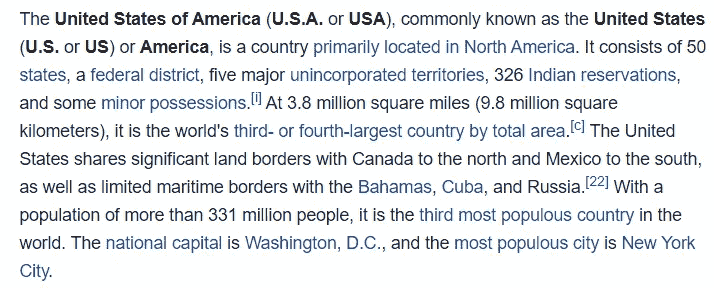 The United States of America (U.S.A. or USA), commonly known as the United States
(U.S. or US) or America, is a country primarily located in North America. It consists of 50
states, a federal district, five major unincorporated territories, 326 Indian reservations,
and some minor possessions.[i] At 3.8 million square miles (9.8 million square
kilometers), it is the world's third- or fourth-largest country by total area.[c] The United
States shares significant land borders with Canada to the north and Mexico to the south,
as well as limited maritime borders with the Bahamas, Cuba, and Russia.[22] With a
population of more than 331 million people, it is the third most populous country in the
world. The national capital is Washington, D.C., and the most populous city is New York
City.